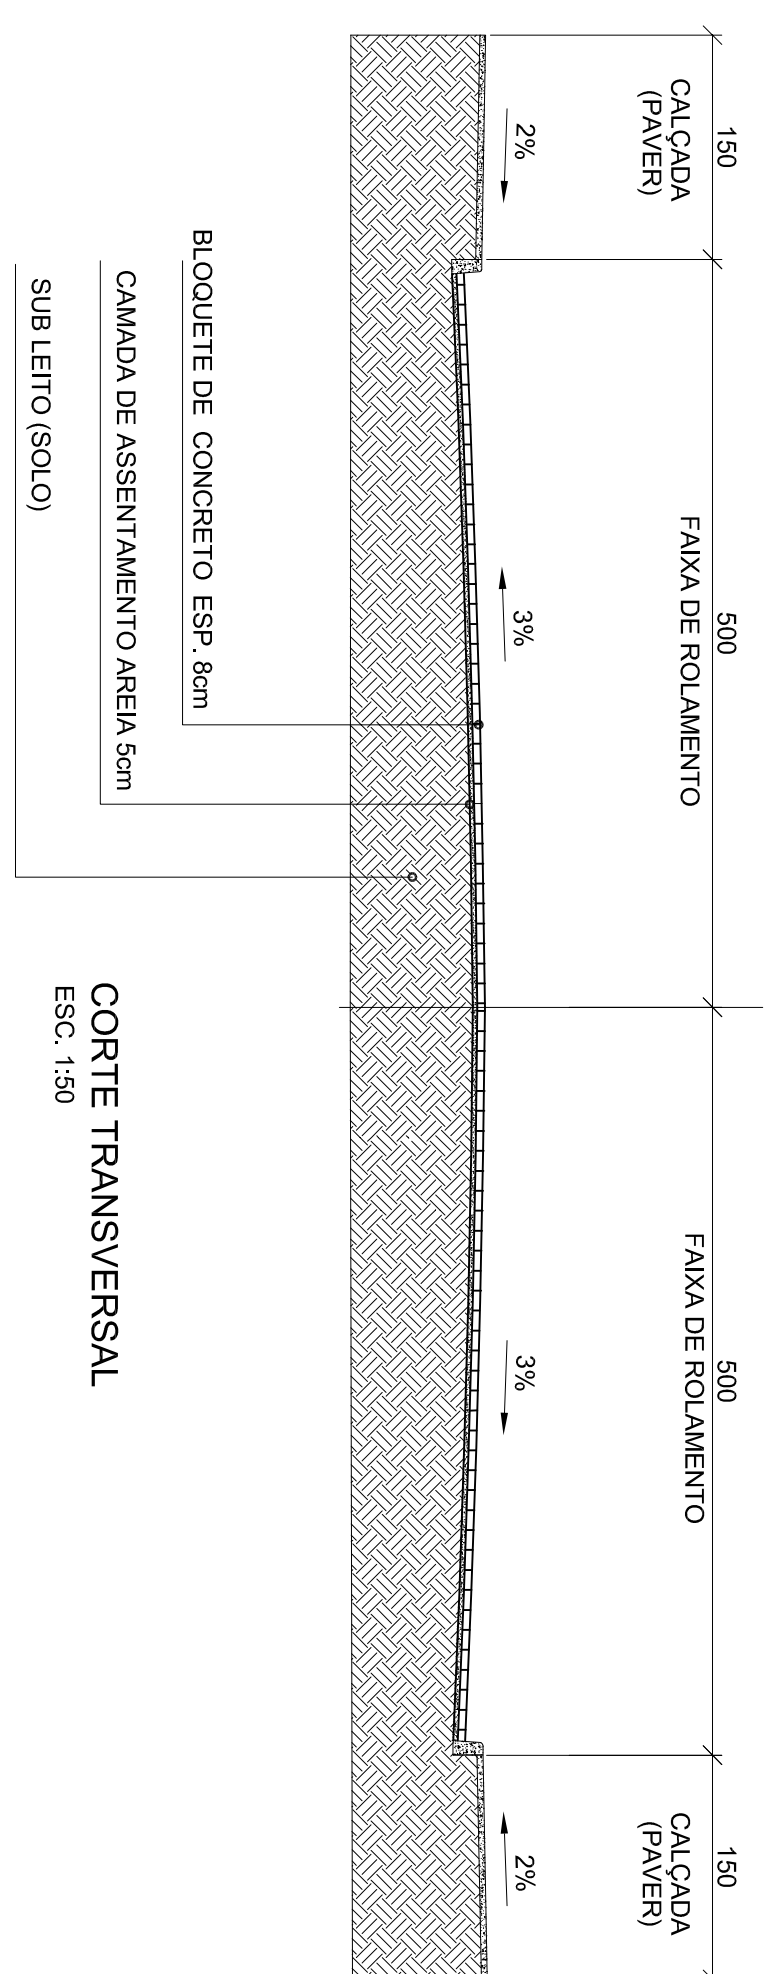 150
500
500
150
CALÇADA
(PAVER)
FAIXA DE ROLAMENTO
FAIXA DE ROLAMENTO
CALÇADA
(PAVER)
2%
3%
3%
2%
BLOQUETE DE CONCRETO ESP. 8cm
CAMADA DE ASSENTAMENTO AREIA 5cm
SUB LEITO (SOLO)
CORTE TRANSVERSAL
ESC. 1:50